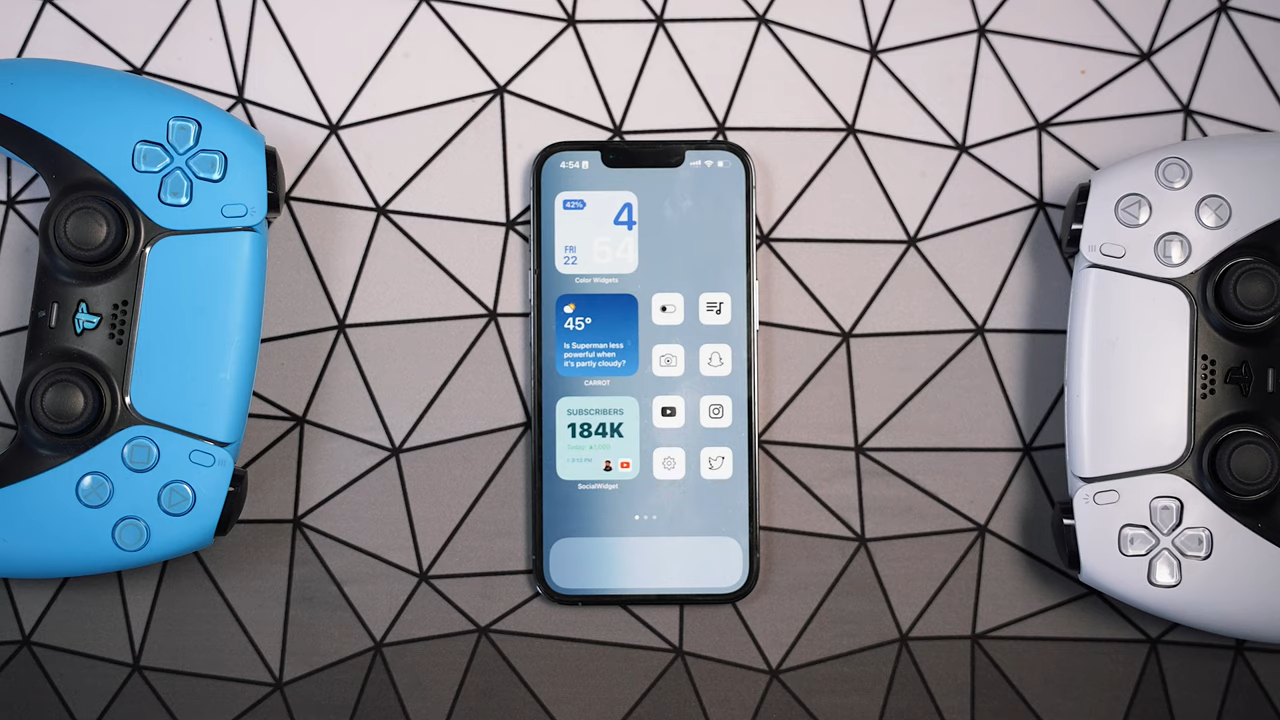 4:54
42%
4
54
FRI
22
Color Widgets
45°
Is Superman less
powerful when
it's partly cloudy?
CARROT
SUBSCRIBERS
184K
SocialWidget